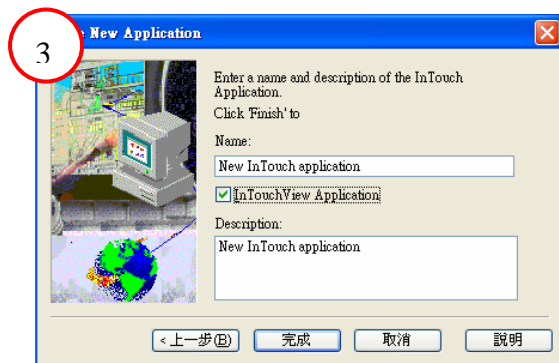 3
New Application
Enter a name and description of the InTouch
Application.
Click 'Finish' to
Name:
New InTouch application
InTouchView Application
Description:
New InTouch application
<上一步(B)
完成
取消
說明